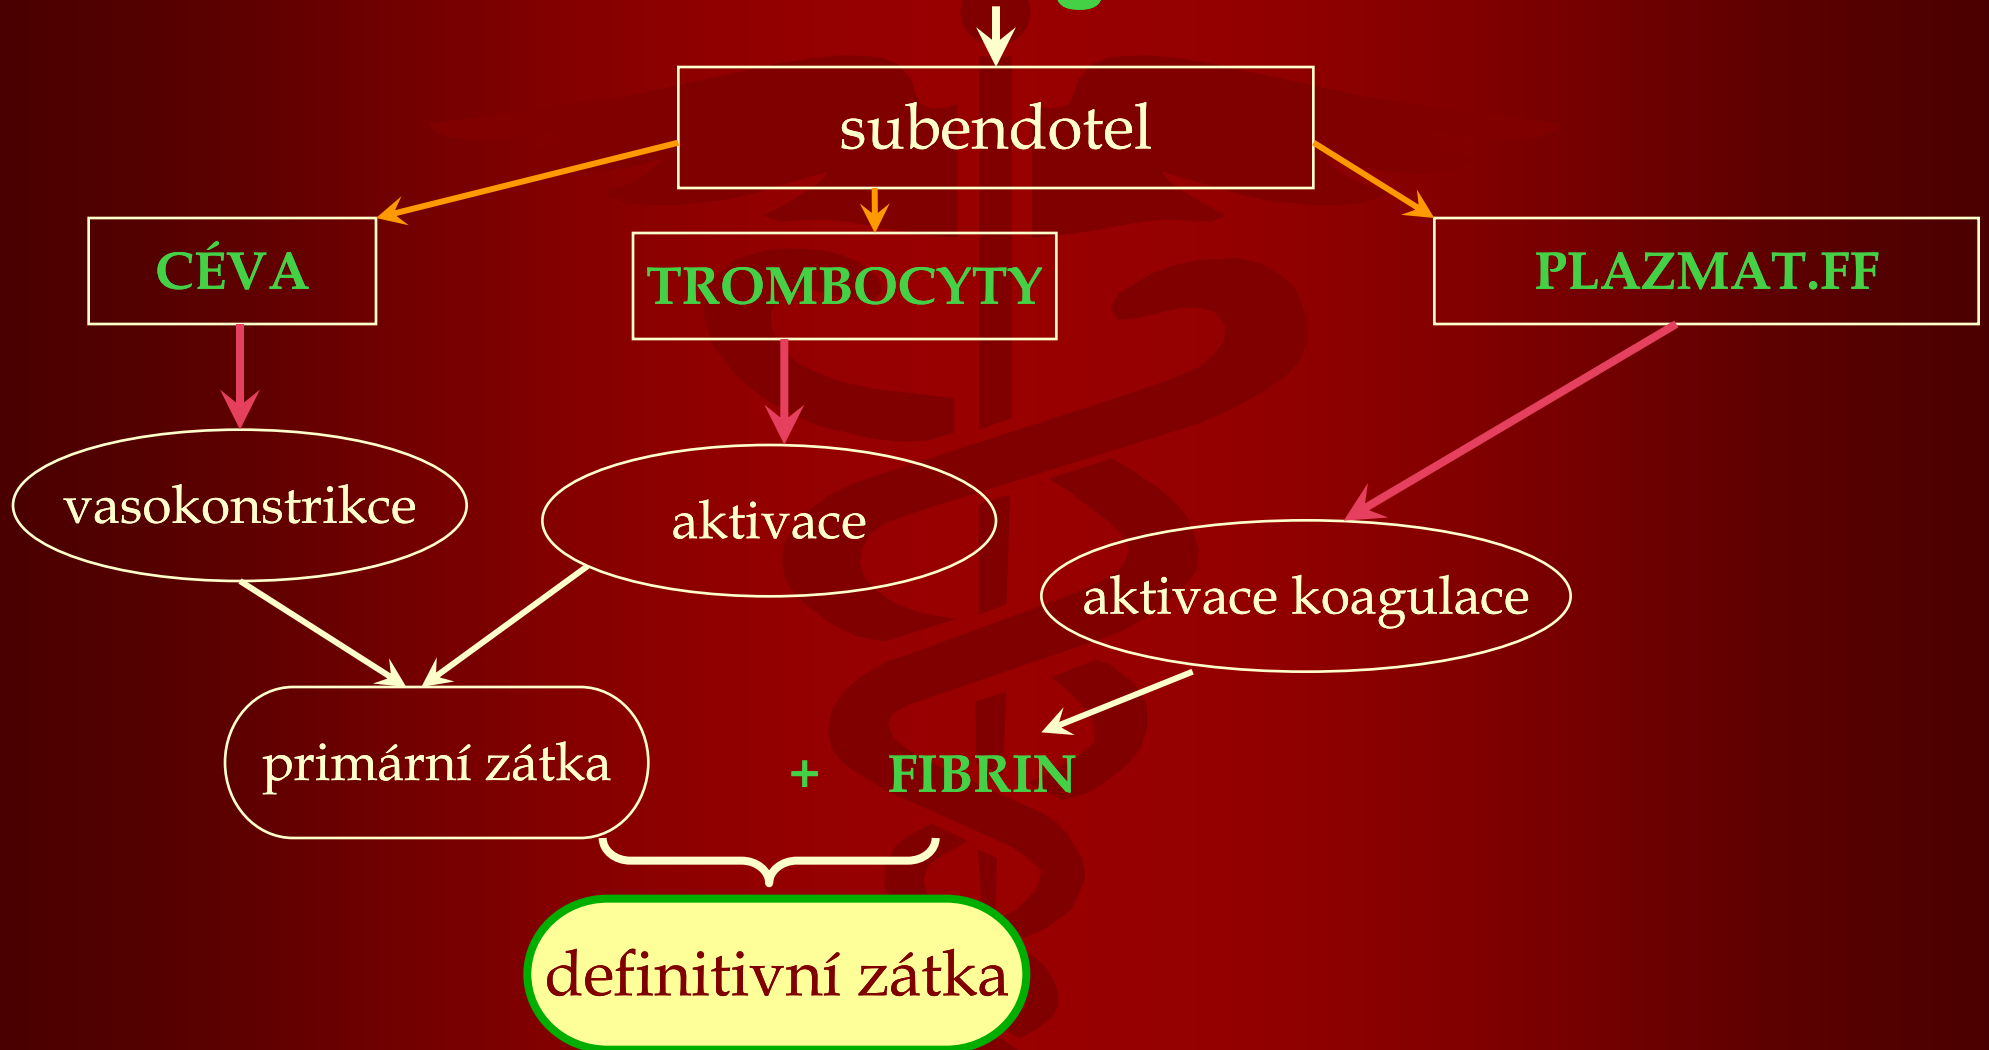 subendotel
CÉVA
TROMBOCYTY
PLAZMAT.FF
vasokonstrikce
aktivace
aktivace koagulace
primární zátka
+ FIBRIN
definitivní zátka